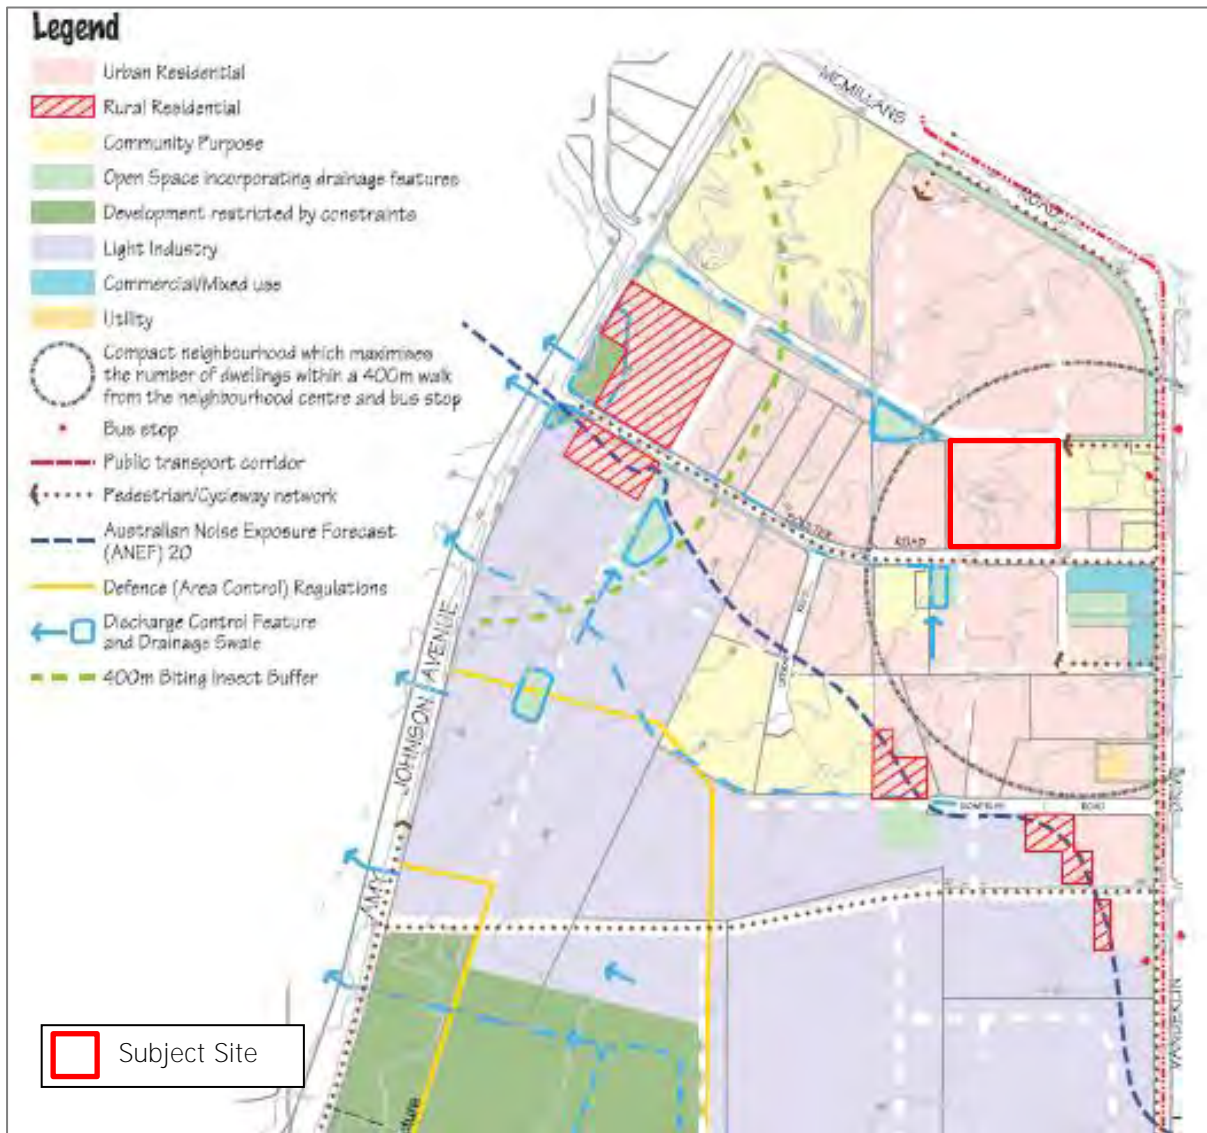 Legend
Urban Residential
Rural Residential
Community Purpose
Open Space incorporating drainage features
Development restricted by constraints
Light Industry
Commercial/Mixed use
Utility
Compact neighbourhood which maximises
the number of dwellings within a 400m walk
from the neighbourhood centre and bus stop
Bus stop
Public transport corridor
Pedestrian/Cycleway network
Australian Noise Exposure Forecast
(ANEF) 20
Defence (Area Control) Regulations
Discharge Control Feature
and Drainage Swale
400m Biting Insect Buffer
MCMILLANS
ROAD
ROAD
ROAD
AMY
JOHNSON AVENUE
VANDERLIN
Subject Site